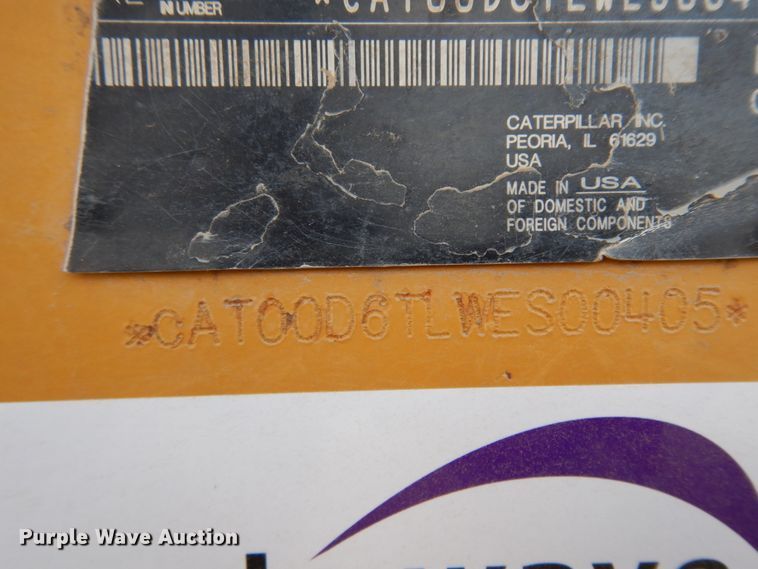 NUMBER *CAT00D6TLWES004
CATERPILLAR INC.
PEORIA, IL 61629
USA
MADE IN USA
OF DOMESTIC AND
FOREIGN COMPONENTS
*CAT00D6TLWES00405*
Purple Wave Auction